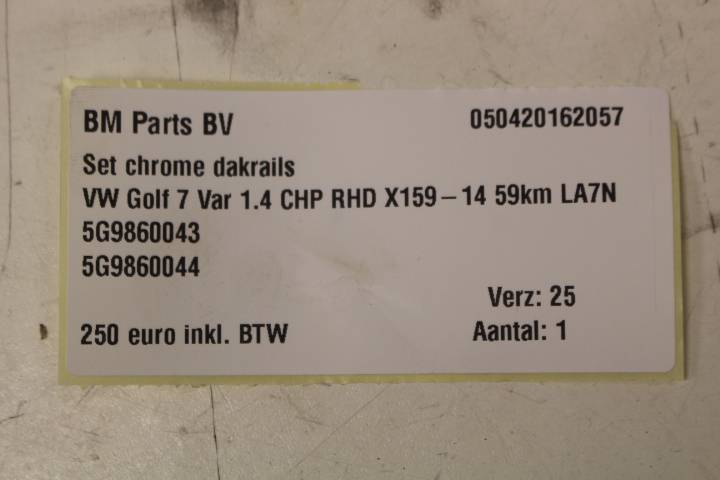 BM Parts BV 050420162057
Set chrome dakrails
VW Golf 7 Var 1.4 CHP RHD X159-14 59km LA7N
5G9860043
5G9860044
Verz: 25
250 euro inkl. BTW Aantal: 1